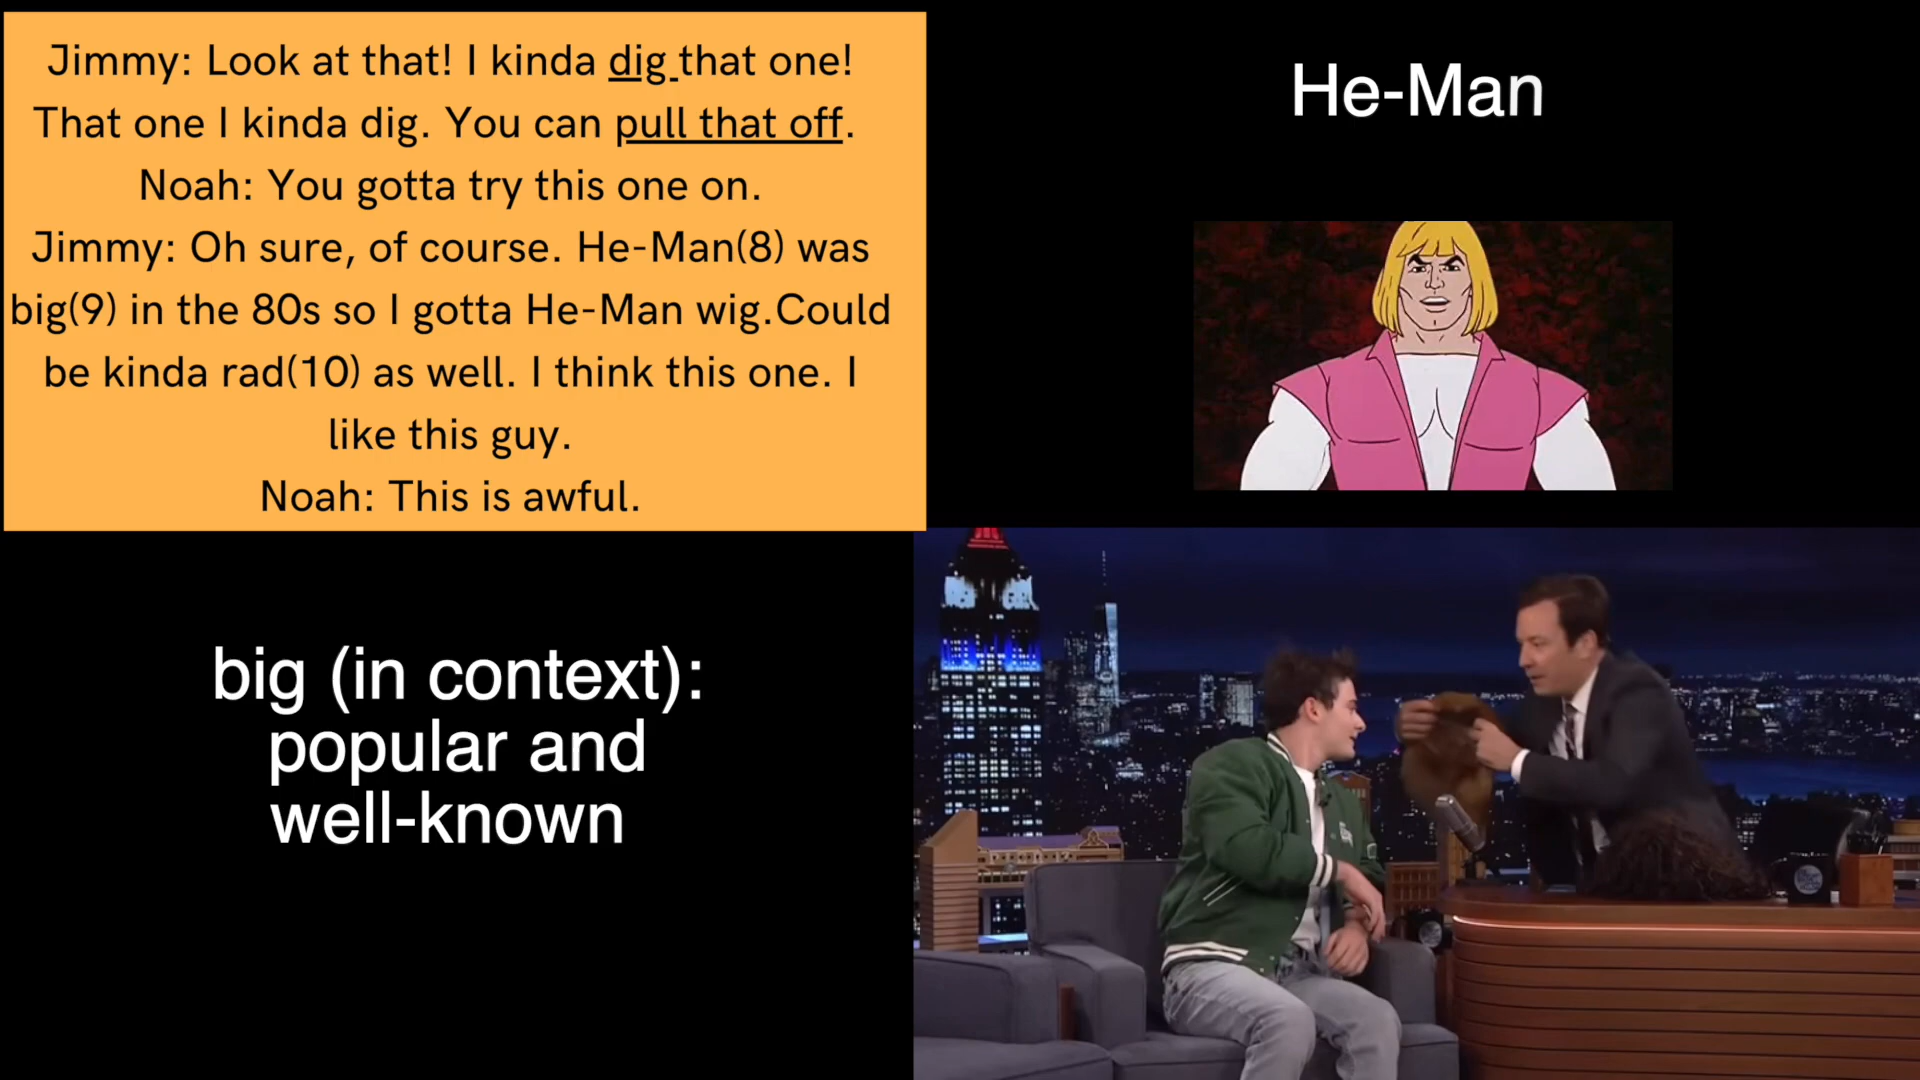 Jimmy: Look at that! I kinda dig that one!
That one I kinda dig. You can pull that off.
Noah: You gotta try this one on.
Jimmy: Oh sure, of course. He-Man(8) was
big(9) in the 80s so I gotta He-Man wig.Could
be kinda rad(10) as well. I think this one. I
like this guy.
Noah: This is awful.
He-Man
big (in context):
popular and
well-known